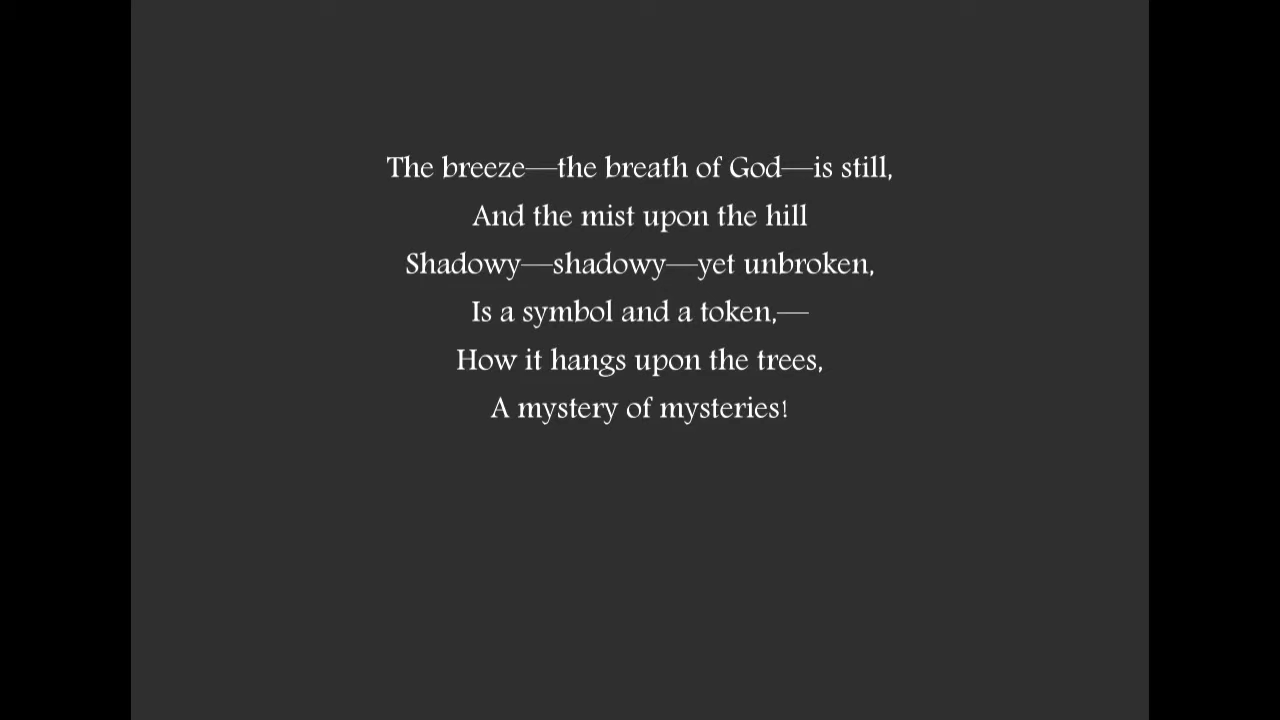 The breeze—the breath of God—is still,
And the mist upon the hill
Shadowy—shadowy—yet unbroken,
Is a symbol and a token,—
How it hangs upon the trees,
A mystery of mysteries!